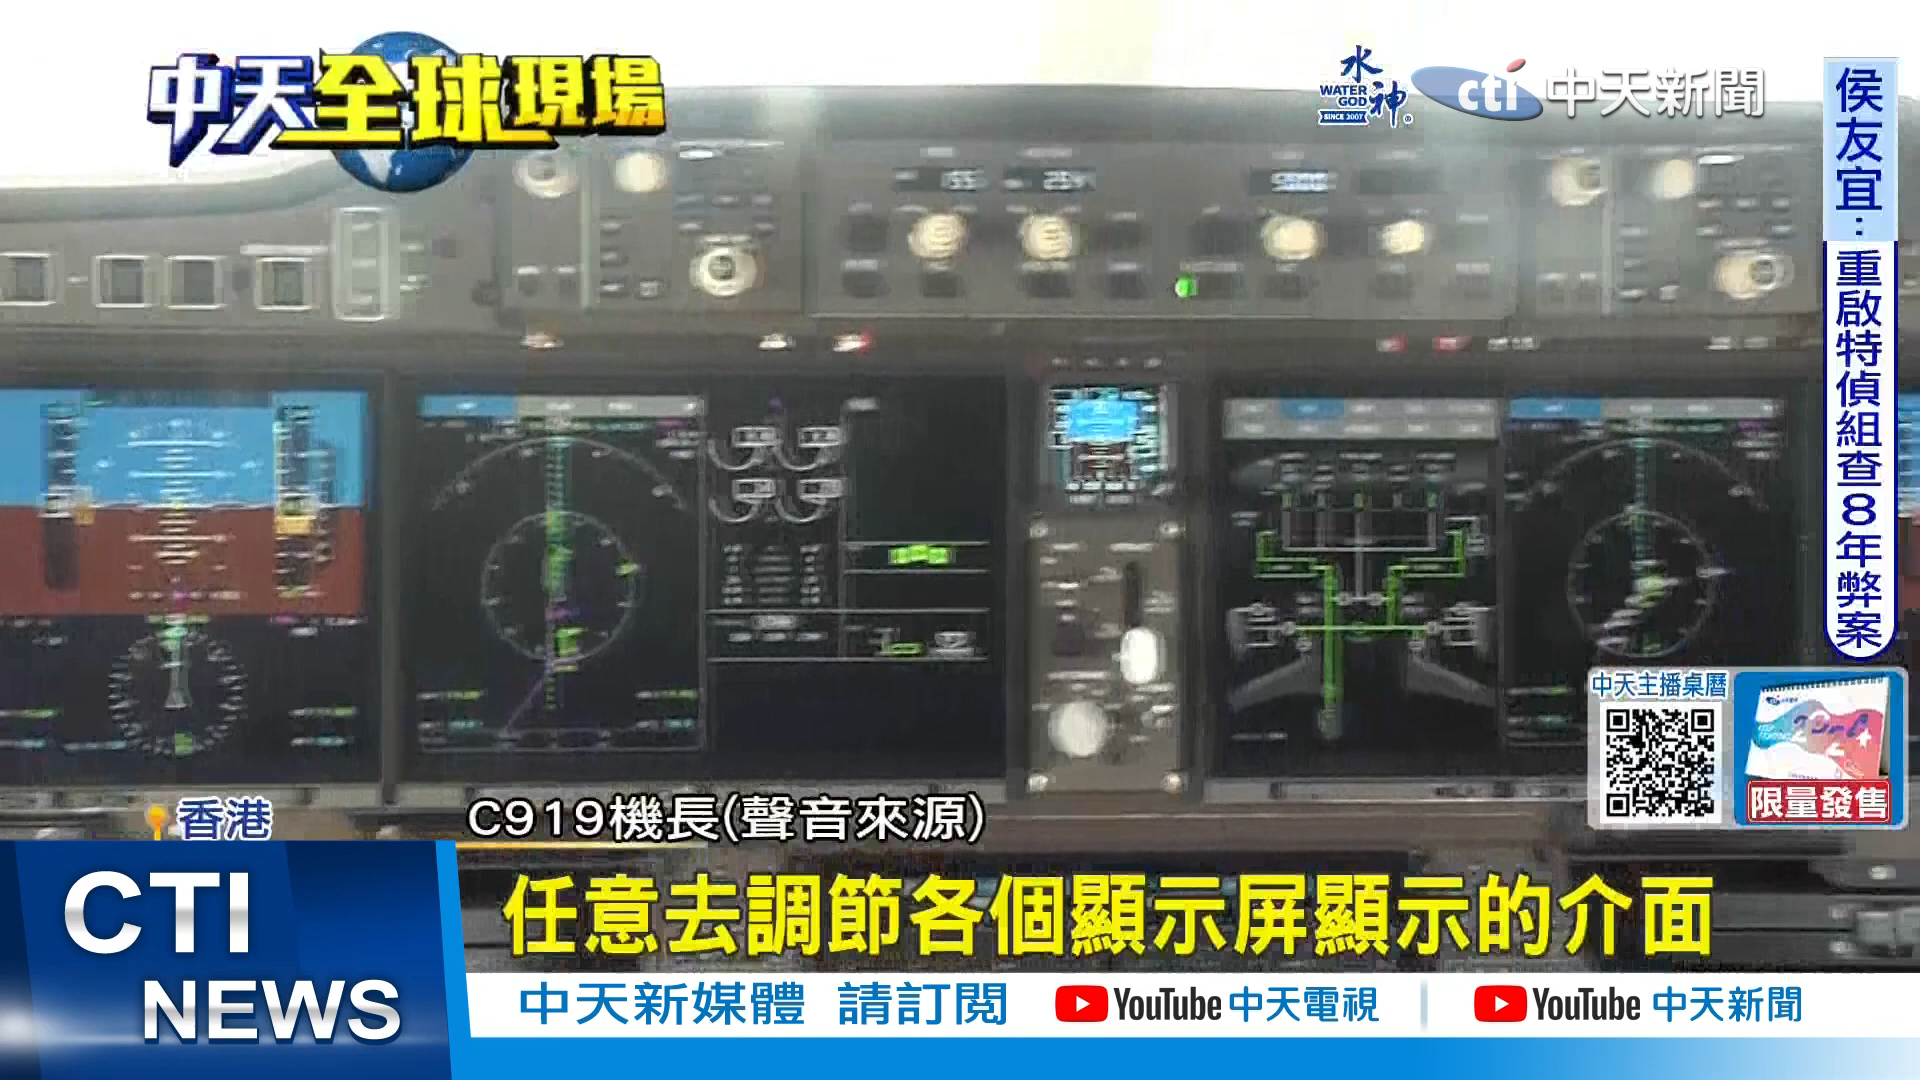 中天全球現場
水神
WATER GOD
SINCE 2007
cti 中天新聞
侯友宜:重啟特偵組查8年弊案
中天主播桌曆
限量發售
香港
C919機長(聲音來源)
任意去調節各個顯示屏顯示的介面
CTI NEWS
中天新媒體 請訂閱 YouTube 中天電視 | YouTube 中天新聞